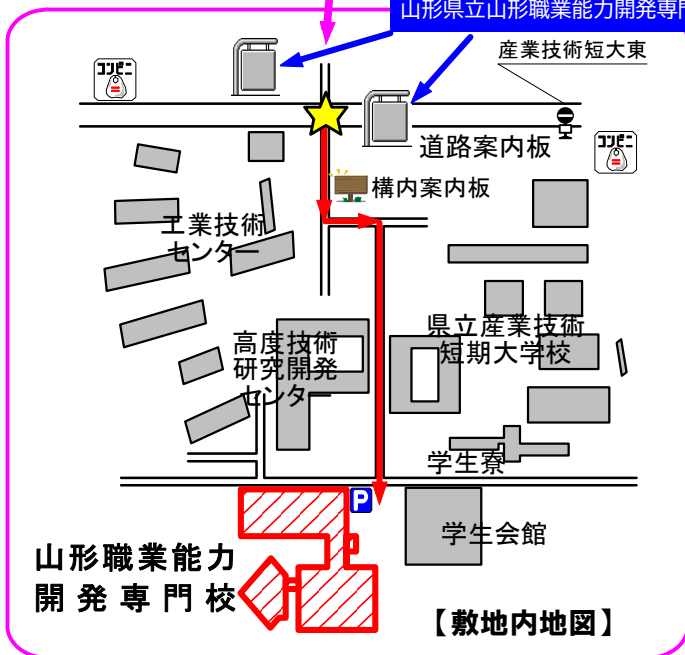 山形県立山形職業能力開発専門
産業技術短大東
コンビニ
道路案内板
コンビニ
構内案内板
工業技術
センター
県立産業技術
短期大学校
高度技術
研究開発
センター
学生寮
P
学生会館
山形職業能力
開発専門校
【敷地内地図】